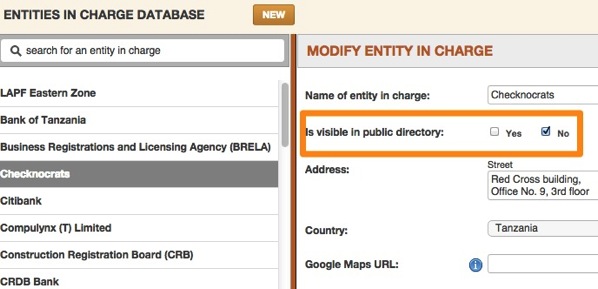 ENTITIES IN CHARGE DATABASE NEW
search for an entity in charge
LAPF Eastern Zone
Bank of Tanzania
Business Registrations and Licensing Agency (BRELA)
Checknocrats
Citibank
Compulynx (T) Limited
Construction Registration Board (CRB)
CRDB Bank
MODIFY ENTITY IN CHARGE
Name of entity in charge: Checknocrats
Is visible in public directory: Yes No
Address: Street
Red Cross building,
Office No. 9, 3rd floor
Country: Tanzania
Google Maps URL: i